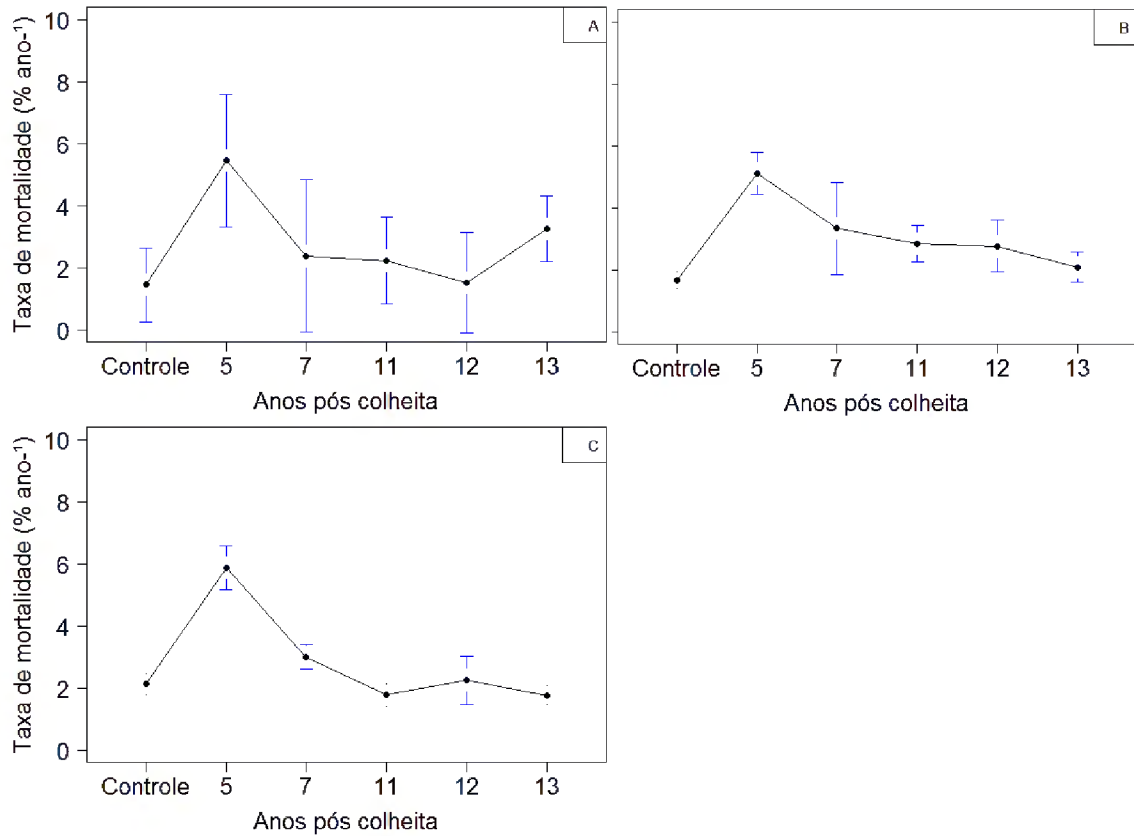 A
Taxa de mortalidade (% ano-¹)
10
8
6
4
2
0
Controle 5 7 11 12 13
Anos pós colheita
B
Controle 5 7 11 12 13
Anos pós colheita
C
Taxa de mortalidade (% ano-¹)
10
8
6
4
2
0
Controle 5 7 11 12 13
Anos pós colheita